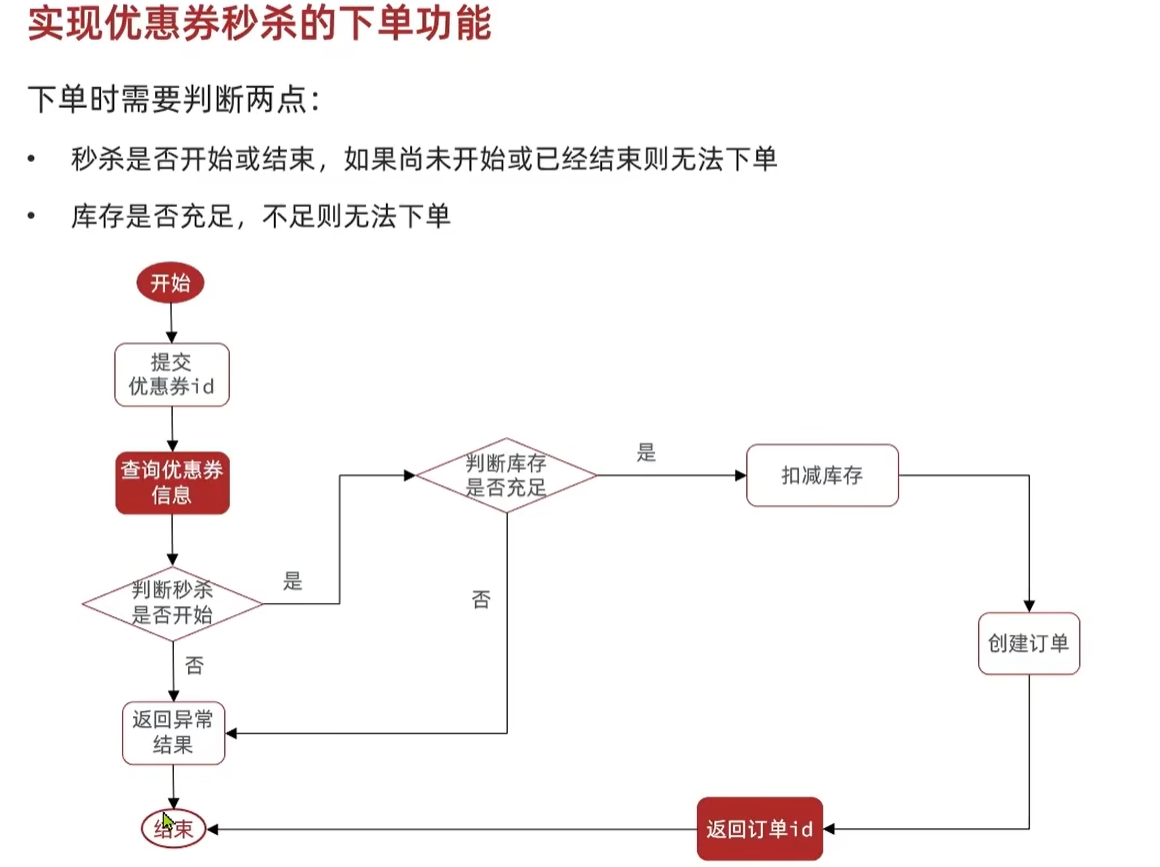 实现优惠券秒杀的下单功能
下单时需要判断两点：
• 秒杀是否开始或结束，如果尚未开始或已经结束则无法下单
• 库存是否充足，不足则无法下单
开始
提交
优惠券id
查询优惠券
信息
判断秒杀
是否开始
是
否
返回异常
结果
结束
判断库存
是否充足
是
否
扣减库存
创建订单
返回订单id